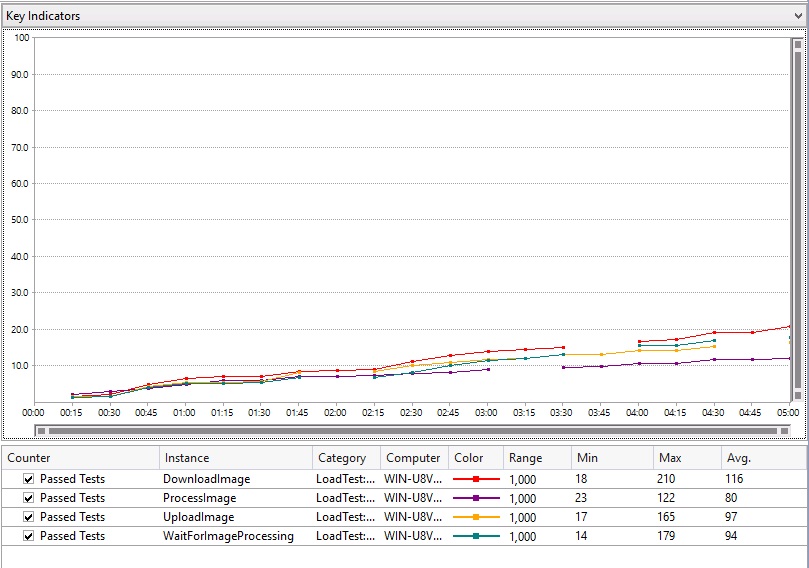 Key Indicators
100
90.0
80.0
70.0
60.0
50.0
40.0
30.0
20.0
10.0
00:00 00:15 00:30 00:45 01:00 01:15 01:30 01:45 02:00 02:15 02:30 02:45 03:00 03:15 03:30 03:45 04:00 04:15 04:30 04:45 05:00
Counter Instance Category Computer Color Range Min Max Avg.
Passed Tests DownloadImage LoadTest:... WIN-U8V... 1,000 18 210 116
Passed Tests ProcessImage LoadTest:... WIN-U8V... 1,000 23 122 80
Passed Tests UploadImage LoadTest:... WIN-U8V... 1,000 17 165 97
Passed Tests WaitForImageProcessing LoadTest:... WIN-U8V... 1,000 14 179 94